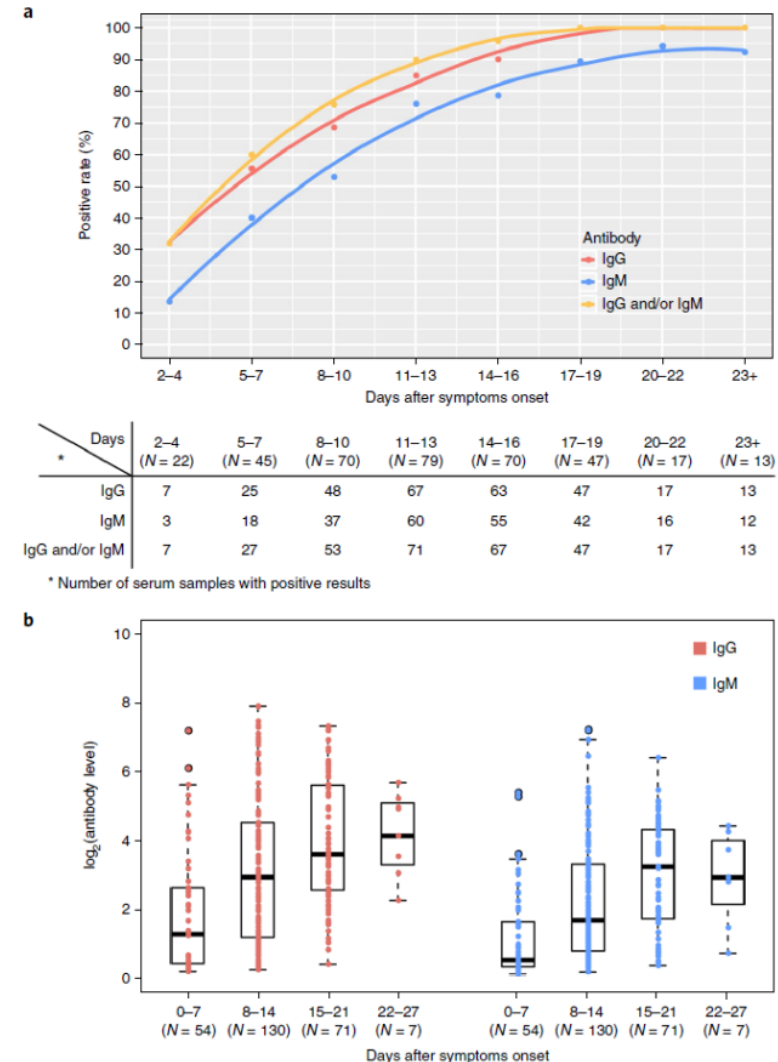 a
100
90
80
70
60
50
40
30
20
10
0
Positive rate (%)
Antibody
IgG
IgM
IgG and/or IgM
2–4 5–7 8–10 11–13 14–16 17–19 20–22 23+
Days after symptoms onset
Days 2–4 5–7 8–10 11–13 14–16 17–19 20–22 23+
* (N = 22) (N = 45) (N = 70) (N = 79) (N = 70) (N = 47) (N = 17) (N = 13)
IgG 7 25 48 67 63 47 17 13
IgM 3 18 37 60 55 42 16 12
IgG and/or IgM 7 27 53 71 67 47 17 13
* Number of serum samples with positive results
b
10
8
6
4
2
0
log2(antibody level)
IgG
IgM
0–7 8–14 15–21 22–27 0–7 8–14 15–21 22–27
(N = 54) (N = 130) (N = 71) (N = 7) (N = 54) (N = 130) (N = 71) (N = 7)
Days after symptoms onset